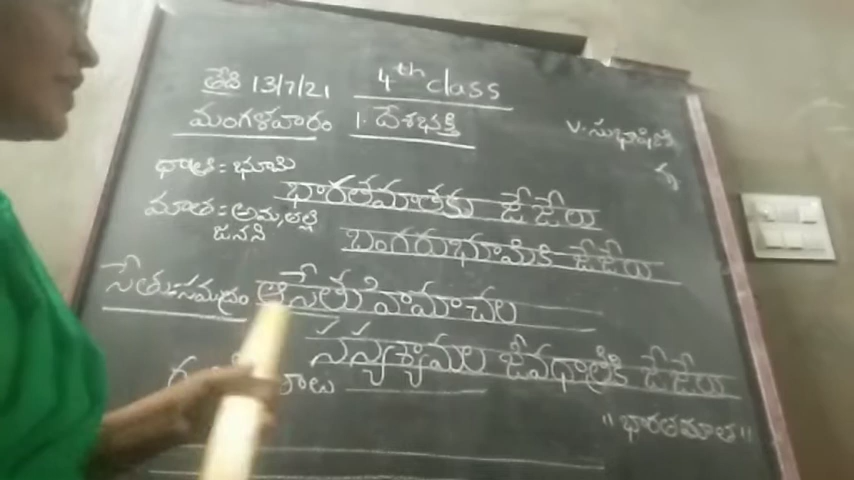 తేది 13/7/21 4th class
మంగళవారం 1. దేశభక్తి V. సుభాషిణి
ధాత్రి = భూమి
భారతమాతకు జేజేలు
మాత = అమ్మ, తల్లి
జనని
బంగరుభూమికి జేజేలు
సేతు = సముద్రం ఆసేతు హిమాచల
సస్యశ్యామల జీవధాత్రికి జేజేలు
"భారతమాత"